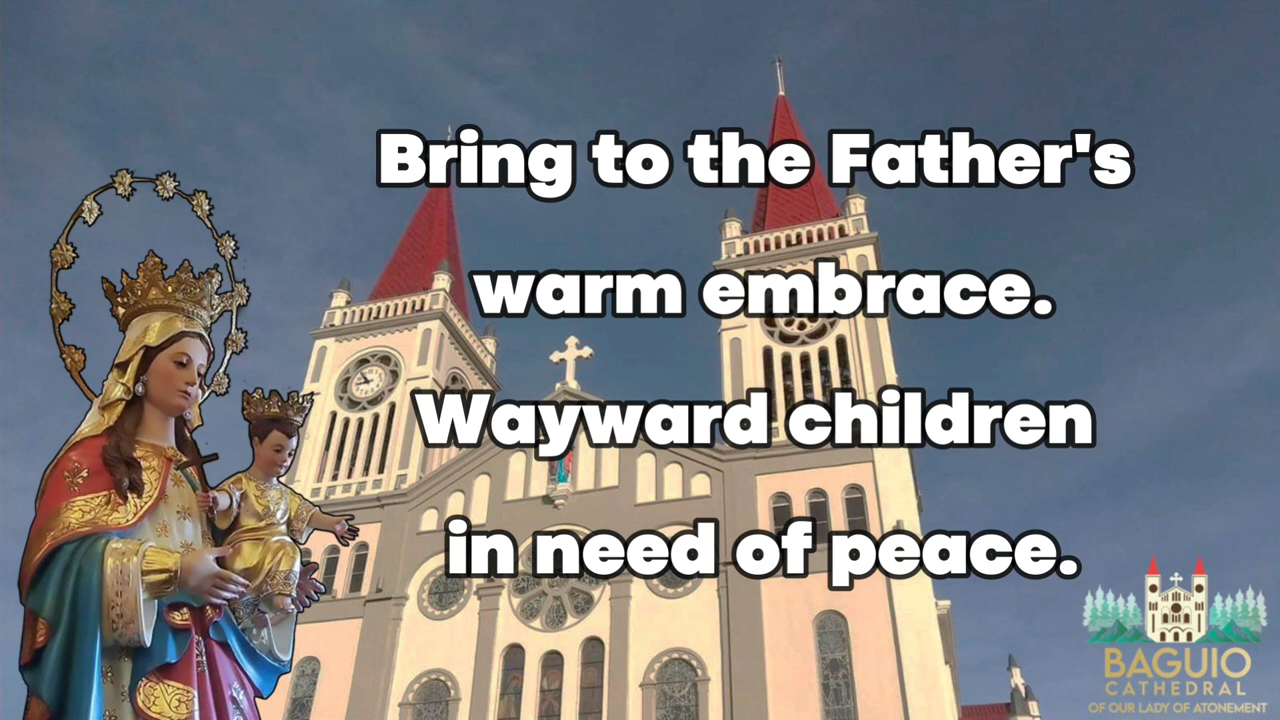 Bring to the Father's
warm embrace.
Wayward children
in need of peace.
BAGUIO
CATHEDRAL
OF OUR LADY OF ATONEMENT